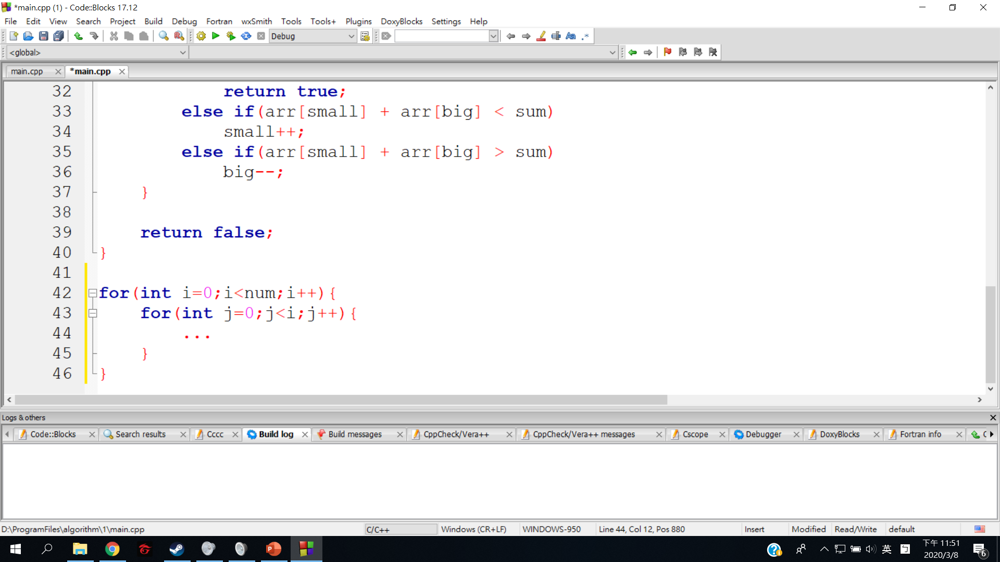 *main.cpp (1) - Code::Blocks 17.12
File Edit View Search Project Build Debug Fortran wxSmith Tools Tools+ Plugins DoxyBlocks Settings Help
Debug
<global>
main.cpp *main.cpp
32 return true;
33 else if(arr[small] + arr[big] < sum)
34 small++;
35 else if(arr[small] + arr[big] > sum)
36 big--;
37 }
38
39 return false;
40 }
41
42 for(int i=0;i<num;i++){
43 for(int j=0;j<i;j++){
44 ...
45 }
46 }
Logs & others
Code::Blocks Search results Cccc Build log Build messages CppCheck/Vera++ CppCheck/Vera++ messages Cscope Debugger DoxyBlocks Fortran info
D:\ProgramFiles\algorithm\1\main.cpp C/C++ Windows (CR+LF) WINDOWS-950 Line 44, Col 12, Pos 880 Insert Modified Read/Write default
英 下午 11:51
2020/3/8 6